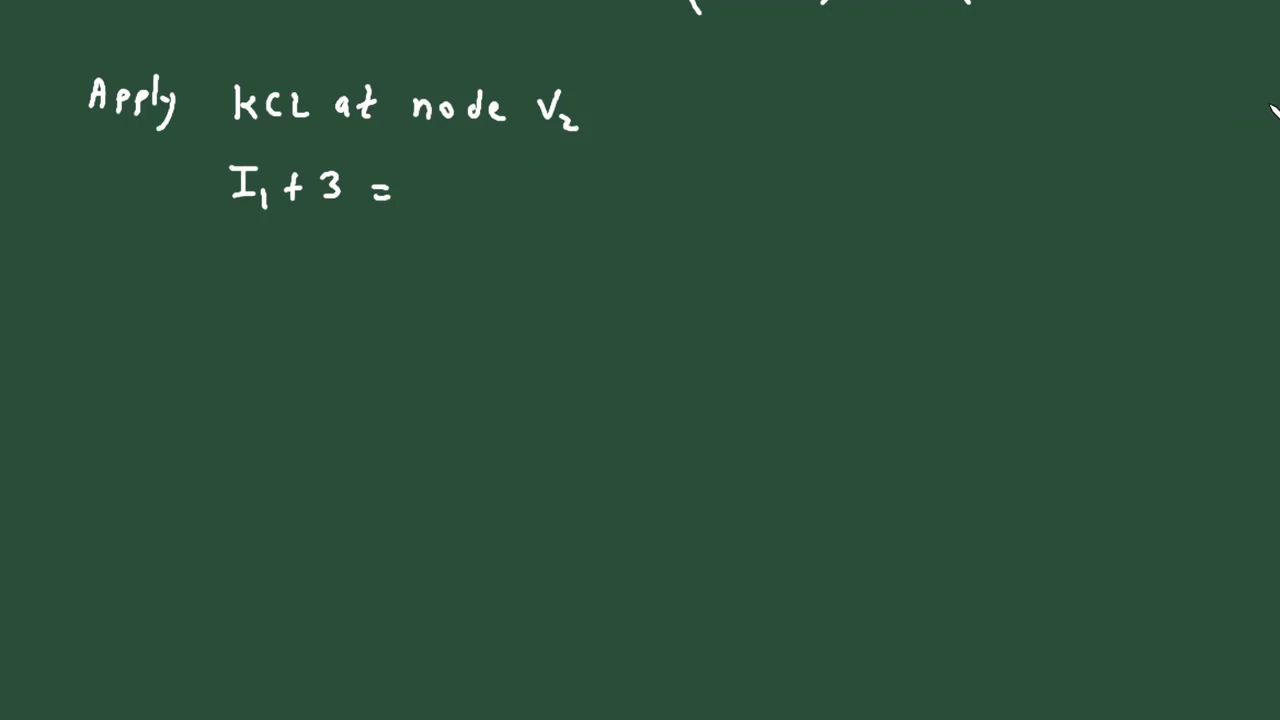 Apply KCL at node V₂
I₁ + 3 =